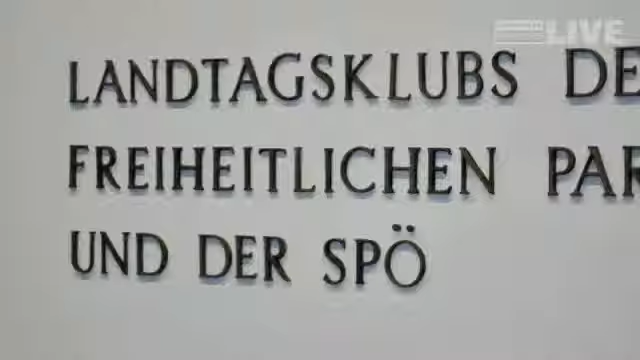 LIVE
LANDTAGSKLUBS DE
FREIHEITLICHEN PAR
UND DER SPÖ